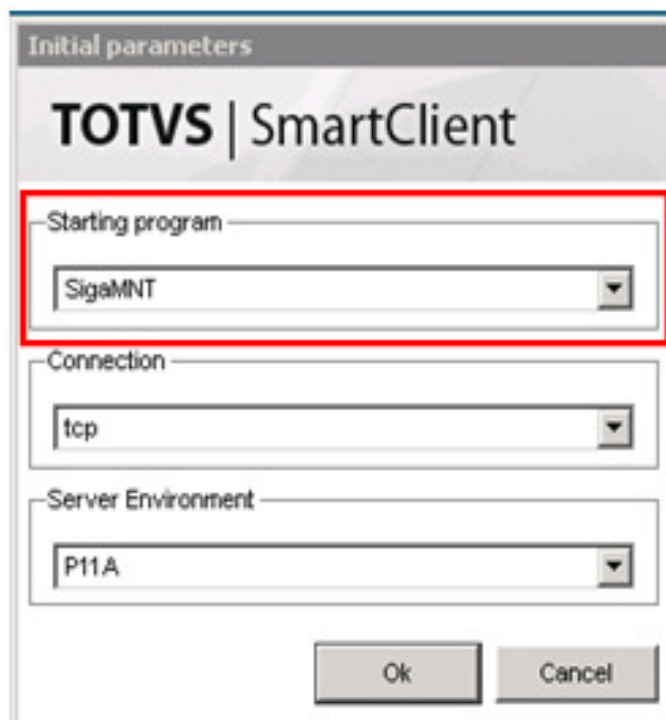 Initial parameters
TOTVS | SmartClient
Starting program
SigaMNT
Connection
tcp
Server Environment
P11A
Ok
Cancel